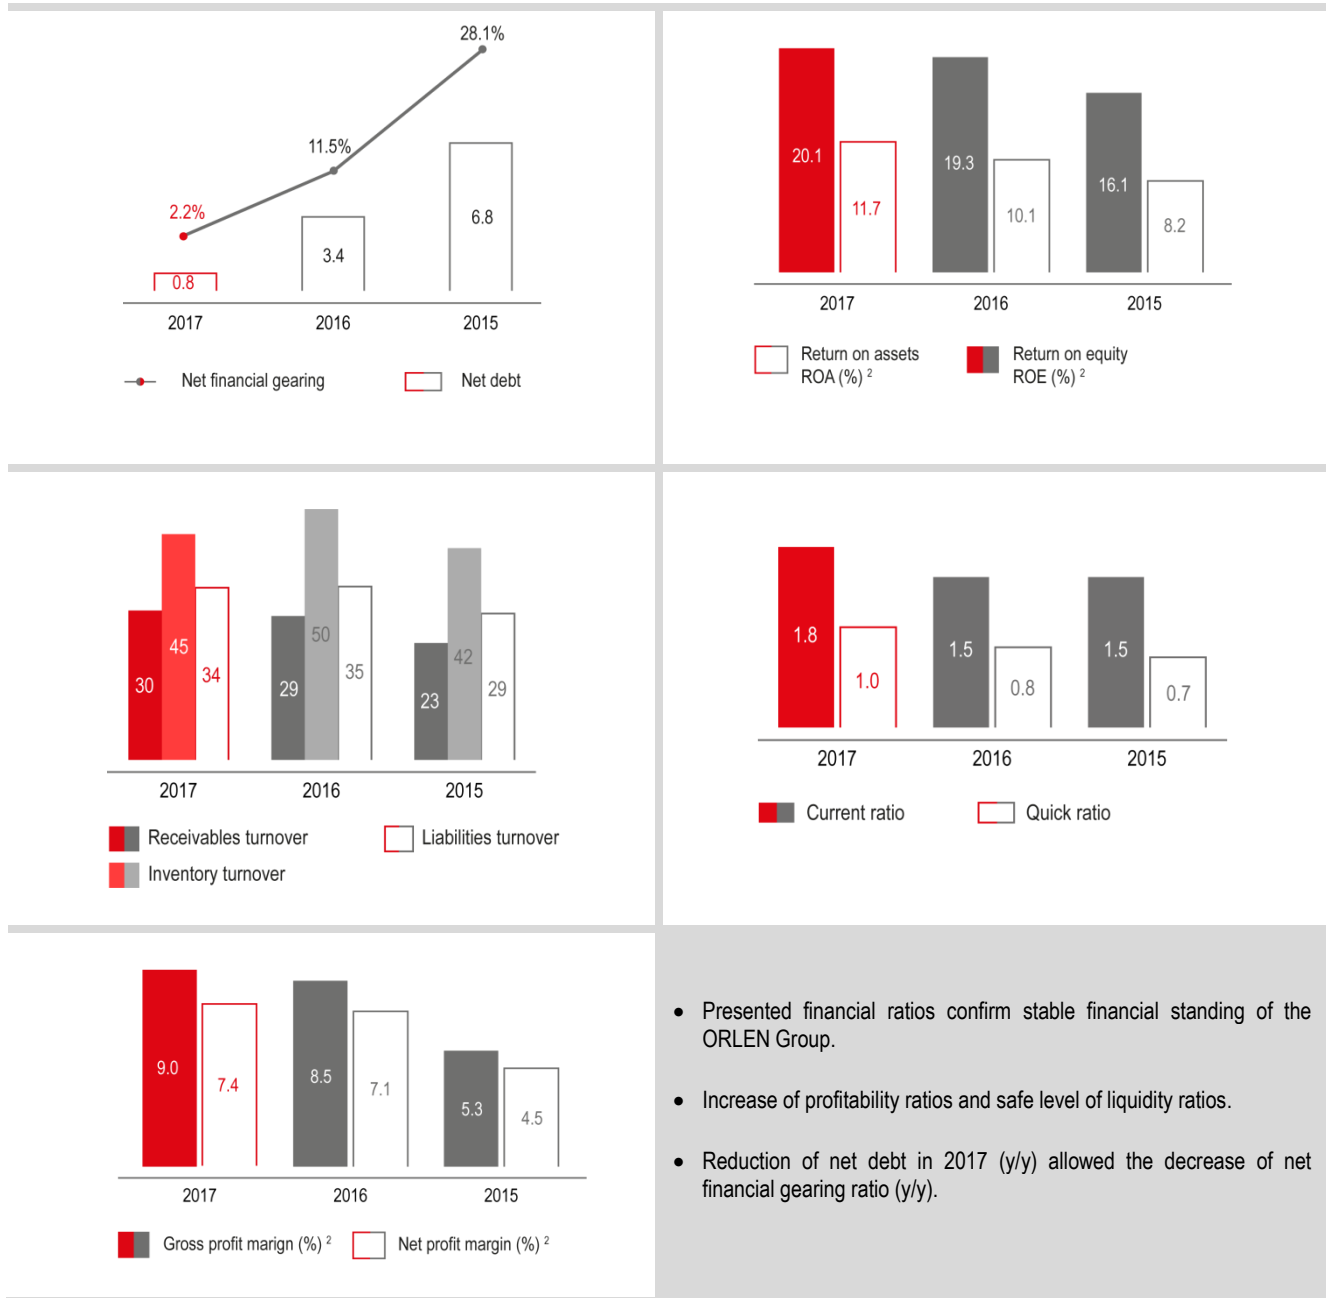 28.1%
11.5%
2.2%
6.8
3.4
0.8
2017 2016 2015
Net financial gearing Net debt
20.1 11.7 19.3 10.1 16.1 8.2
2017 2016 2015
Return on assets
ROA (%) 2
Return on equity
ROE (%) 2
30 45 34 29 50 35 23 42 29
2017 2016 2015
Receivables turnover Liabilities turnover
Inventory turnover
1.8 1.0 1.5 0.8 1.5 0.7
2017 2016 2015
Current ratio Quick ratio
9.0 7.4 8.5 7.1 5.3 4.5
2017 2016 2015
Gross profit marign (%) 2 Net profit margin (%) 2
• Presented financial ratios confirm stable financial standing of the
ORLEN Group.
• Increase of profitability ratios and safe level of liquidity ratios.
• Reduction of net debt in 2017 (y/y) allowed the decrease of net
financial gearing ratio (y/y).